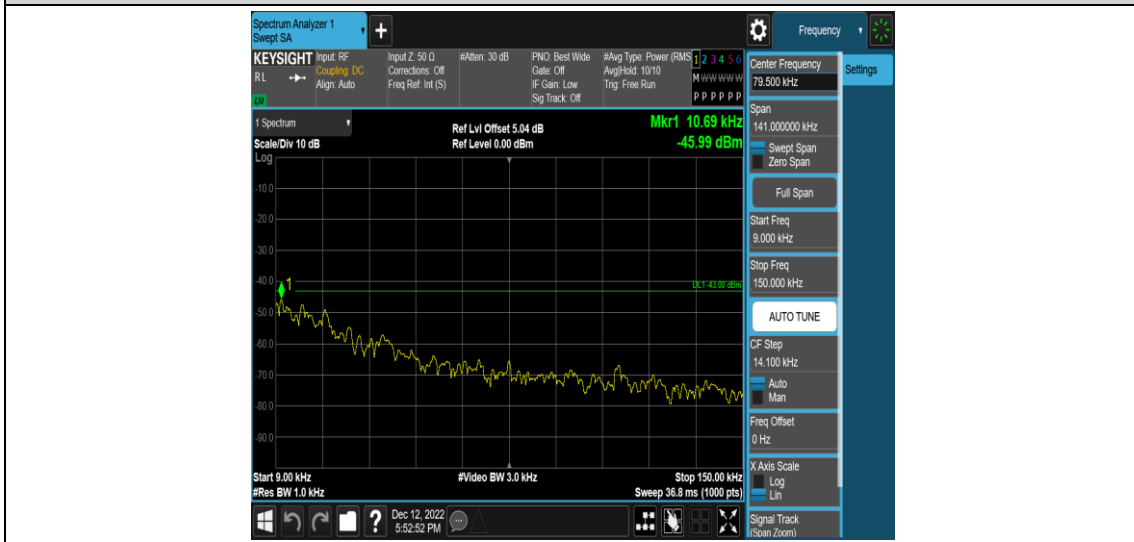 Spectrum Analyzer 1
Swept SA
+
Frequency
KEYSIGHT
RL
LXI
Input: RF
Coupling: DC
Align: Auto
Input Z: 50 Ω
Corrections: Off
Freq Ref: Int (S)
#Atten: 30 dB
PNO: Best Wide
Gate: Off
IF Gain: Low
Sig Track: Off
#Avg Type: Power (RMS
Avg|Hold: 10/10
Trig: Free Run
1 2 3 4 5 6
M W W W W W
P P P P P P
1 Spectrum
Scale/Div 10 dB
Log
Ref Lvl Offset 5.04 dB
Ref Level 0.00 dBm
Mkr1 10.69 kHz
-45.99 dBm
-10.0
-20.0
-30.0
-40.0
1
DL1 -43.00 dBm
-50.0
-60.0
-70.0
-80.0
-90.0
Start 9.00 kHz
#Res BW 1.0 kHz
#Video BW 3.0 kHz
Stop 150.00 kHz
Sweep 36.8 ms (1000 pts)
Center Frequency
79.500 kHz
Settings
Span
141.000000 kHz
Swept Span
Zero Span
Full Span
Start Freq
9.000 kHz
Stop Freq
150.000 kHz
AUTO TUNE
CF Step
14.100 kHz
Auto
Man
Freq Offset
0 Hz
X Axis Scale
Log
Lin
Signal Track
(Span Zoom)
?
Dec 12, 2022
5:52:52 PM